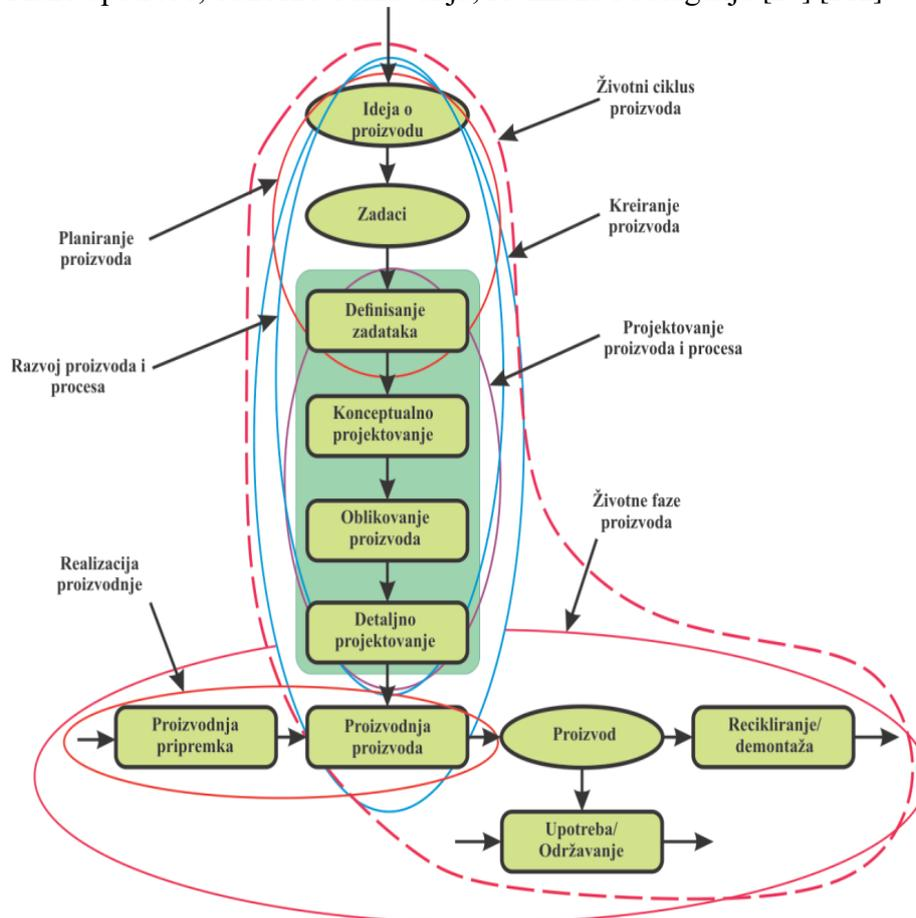 Životni ciklus
proizvoda
Ideja o
proizvodu
Zadaci
Kreiranje
proizvoda
Planiranje
proizvoda
Definisanje
zadataka
Projektovanje
proizvoda i procesa
Razvoj proizvoda i
procesa
Konceptualno
projektovanje
Oblikovanje
proizvoda
Životne faze
proizvoda
Realizacija
proizvodnje
Detaljno
projektovanje
Proizvodnja
pripremka
Proizvodnja
proizvoda
Proizvod
Recikliranje/
demontaža
Upotreba/
Održavanje